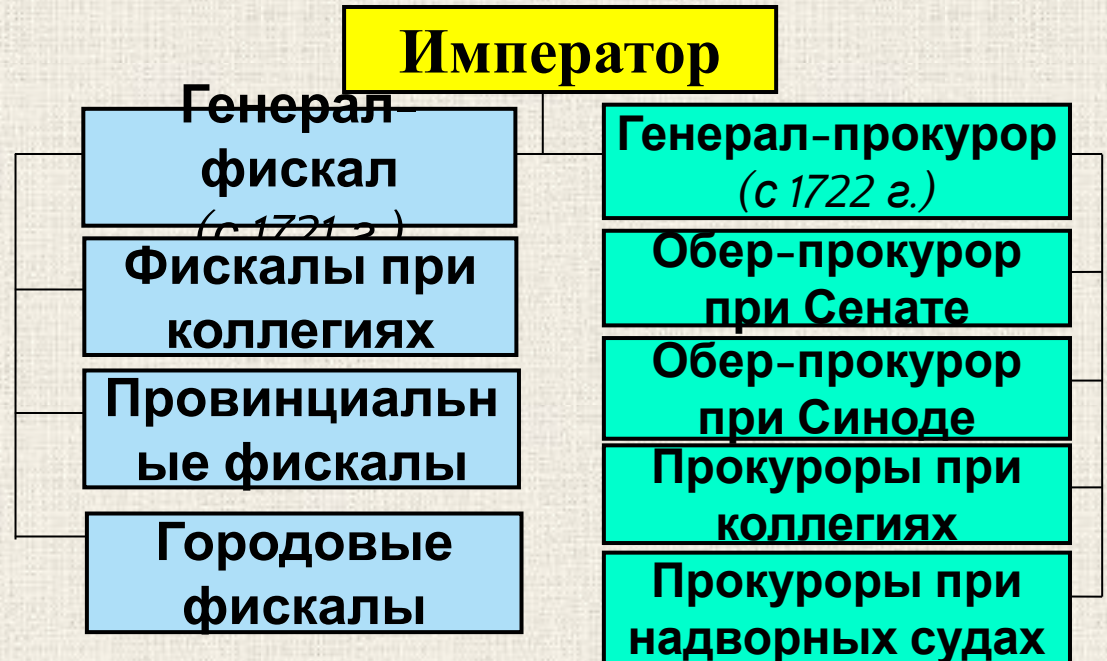 Император
Генерал-
фискал
(с 1721 г.)
Фискалы при
коллегиях
Провинциальн
ые фискалы
Городовые
фискалы
Генерал-прокурор
(с 1722 г.)
Обер-прокурор
при Сенате
Обер-прокурор
при Синоде
Прокуроры при
коллегиях
Прокуроры при
надворных судах